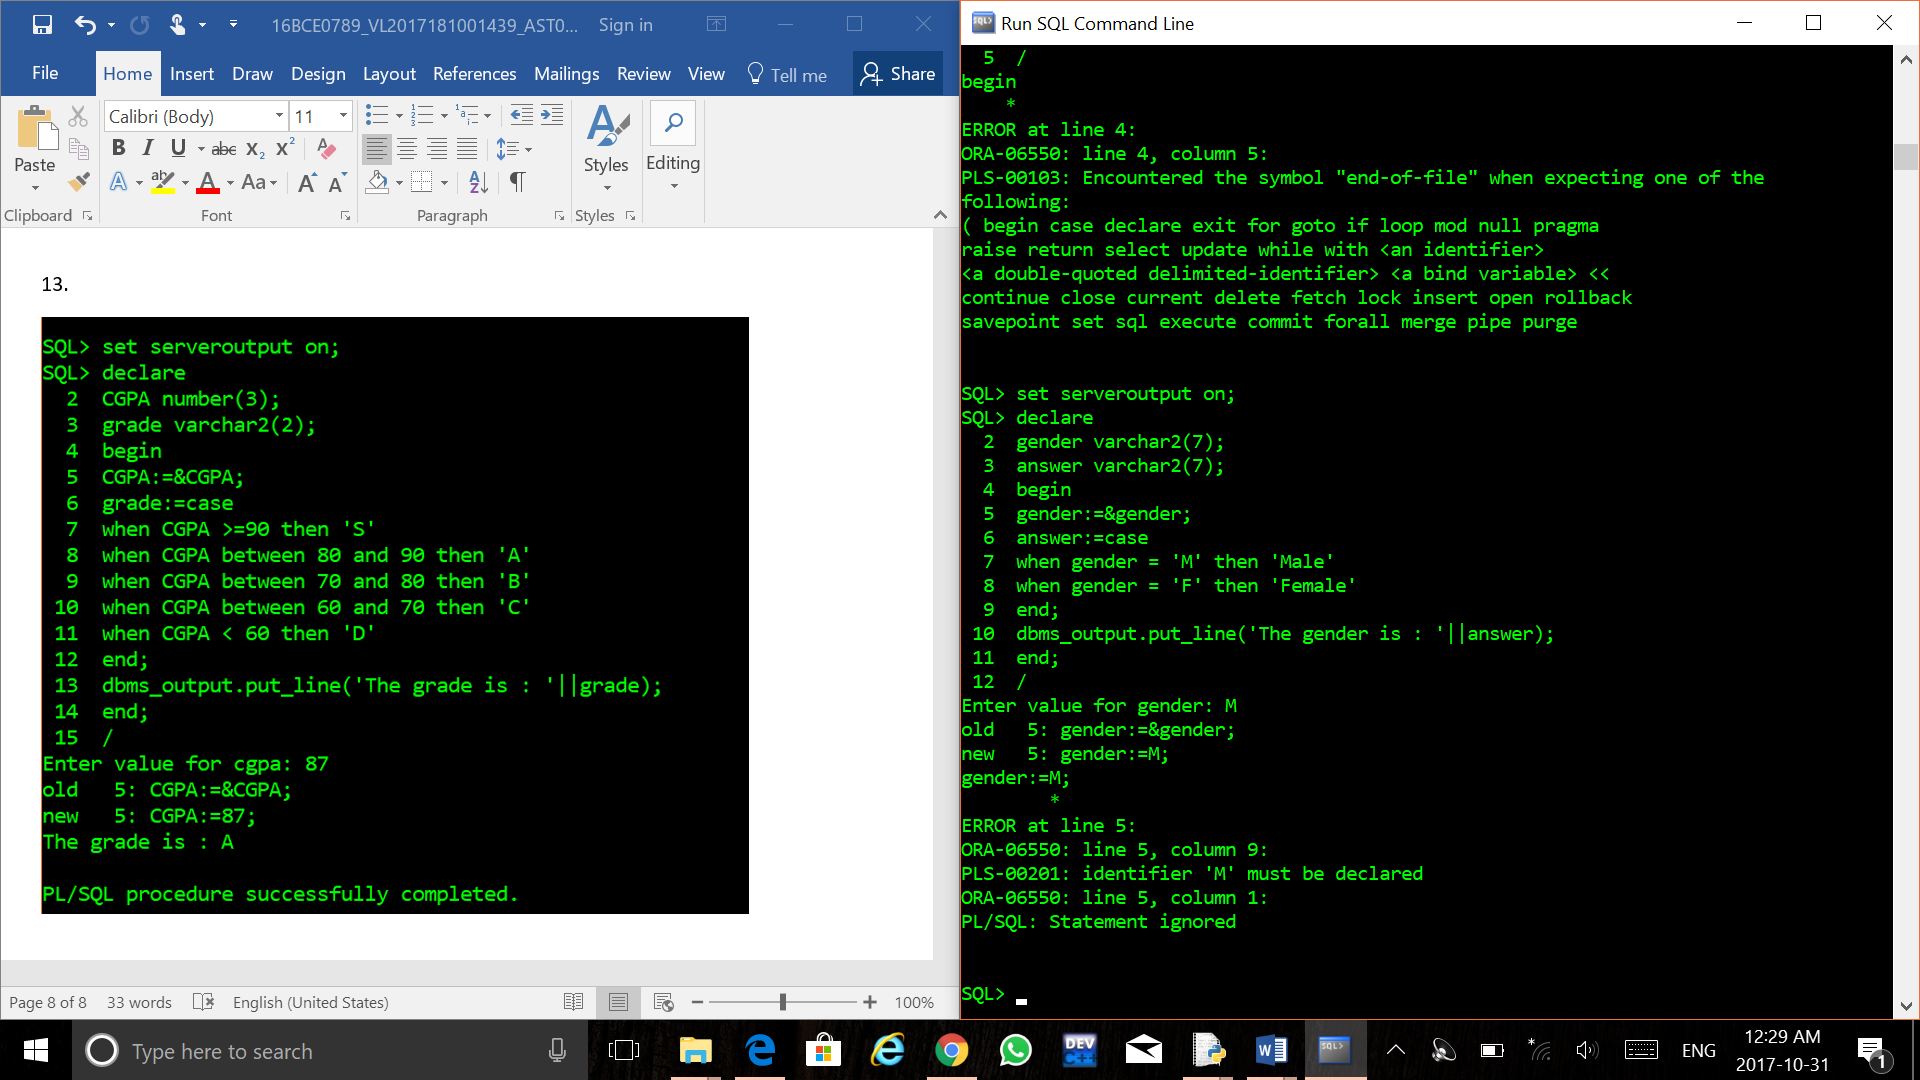 16BCE0789_VL2017181001439_AST0... Sign in
File Home Insert Draw Design Layout References Mailings Review View Tell me Share
Calibri (Body) 11
Paste
B I U abc X2 X2
A aby A Aa A A
Styles Editing
Clipboard Font Paragraph Styles
13.
SQL> set serveroutput on;
SQL> declare
2 CGPA number(3);
3 grade varchar2(2);
4 begin
5 CGPA:=&CGPA;
6 grade:=case
7 when CGPA >=90 then 'S'
8 when CGPA between 80 and 90 then 'A'
9 when CGPA between 70 and 80 then 'B'
10 when CGPA between 60 and 70 then 'C'
11 when CGPA < 60 then 'D'
12 end;
13 dbms_output.put_line('The grade is : '||grade);
14 end;
15 /
Enter value for cgpa: 87
old 5: CGPA:=&CGPA;
new 5: CGPA:=87;
The grade is : A
PL/SQL procedure successfully completed.
Page 8 of 8 33 words English (United States) 100%
Run SQL Command Line
5 /
begin
*
ERROR at line 4:
ORA-06550: line 4, column 5:
PLS-00103: Encountered the symbol "end-of-file" when expecting one of the
following:
( begin case declare exit for goto if loop mod null pragma
raise return select update while with <an identifier>
<a double-quoted delimited-identifier> <a bind variable> <<
continue close current delete fetch lock insert open rollback
savepoint set sql execute commit forall merge pipe purge
SQL> set serveroutput on;
SQL> declare
2 gender varchar2(7);
3 answer varchar2(7);
4 begin
5 gender:=&gender;
6 answer:=case
7 when gender = 'M' then 'Male'
8 when gender = 'F' then 'Female'
9 end;
10 dbms_output.put_line('The gender is : '||answer);
11 end;
12 /
Enter value for gender: M
old 5: gender:=&gender;
new 5: gender:=M;
gender:=M;
*
ERROR at line 5:
ORA-06550: line 5, column 9:
PLS-00201: identifier 'M' must be declared
ORA-06550: line 5, column 1:
PL/SQL: Statement ignored
SQL>
Type here to search
DEV C++
ENG
12:29 AM
2017-10-31
1